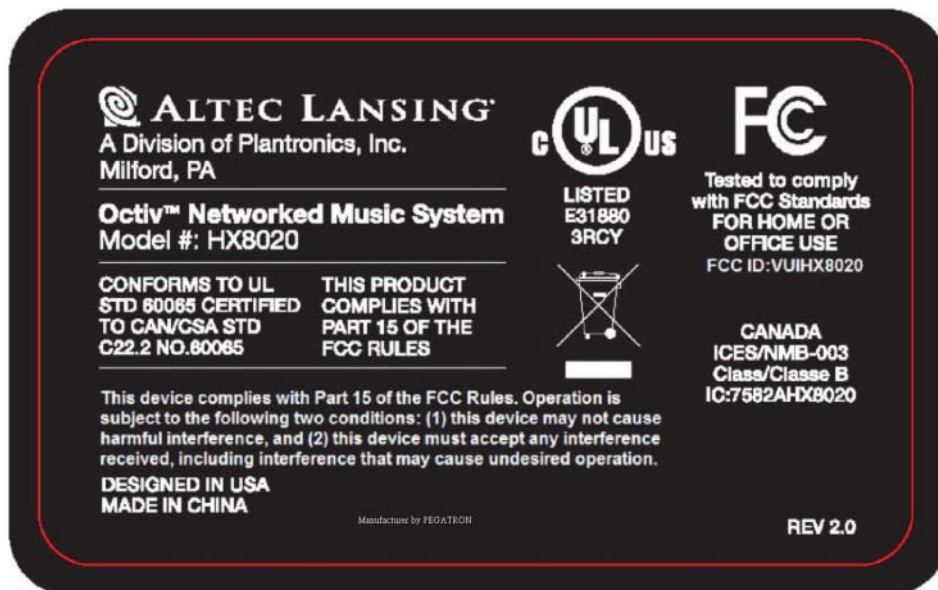 ALTEC LANSING
A Division of Plantronics, Inc.
Milford, PA
Octiv™ Networked Music System
Model #: HX8020
CONFORMS TO UL
STD 60065 CERTIFIED
TO CAN/CSA STD
C22.2 NO.60065
THIS PRODUCT
COMPLIES WITH
PART 15 OF THE
FCC RULES
This device complies with Part 15 of the FCC Rules. Operation is
subject to the following two conditions: (1) this device may not cause
harmful interference, and (2) this device must accept any interference
received, including interference that may cause undesired operation.
DESIGNED IN USA
MADE IN CHINA
Manufacturer by PEGATRON
C UL® US
LISTED
E31880
3RCY
FC
Tested to comply
with FCC Standards
FOR HOME OR
OFFICE USE
FCC ID:VUIHX8020
CANADA
ICES/NMB-003
Class/Classe B
IC:7582AHX8020
REV 2.0